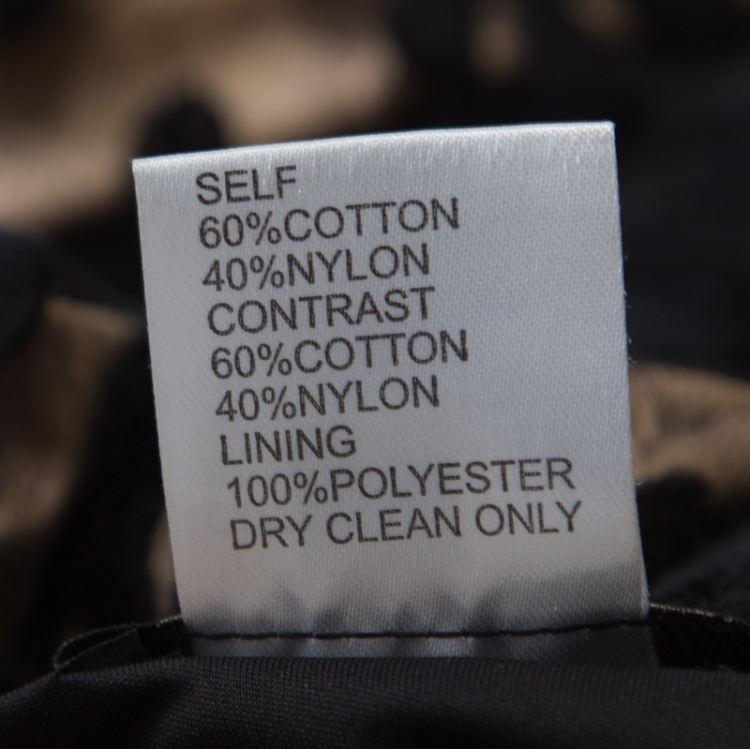 SELF
60%COTTON
40%NYLON
CONTRAST
60%COTTON
40%NYLON
LINING
100%POLYESTER
DRY CLEAN ONLY